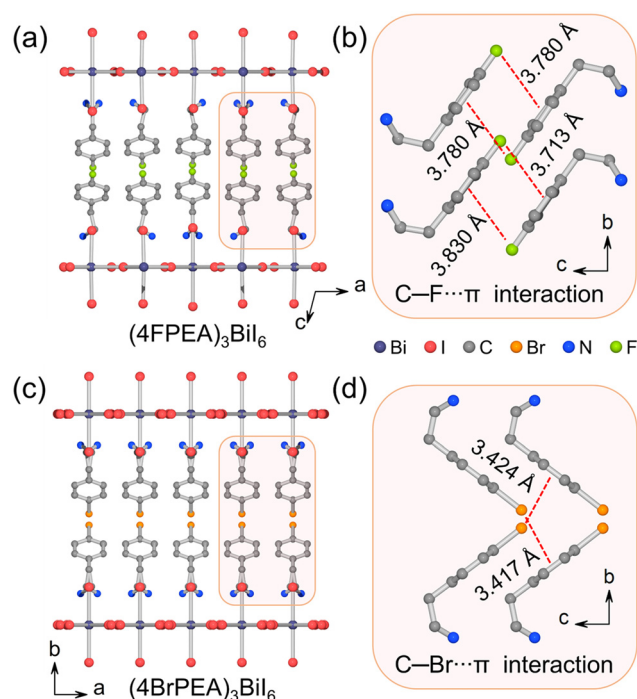 (a)
(b)
3.780 Å
3.780 Å
3.713 Å
3.830 Å
b
c
C—F···π interaction
a
c
(4FPEA)₃BiI₆
Bi I C Br N F
(c)
(d)
3.424 Å
3.417 Å
b
c
C—Br···π interaction
b
a
(4BrPEA)₃BiI₆